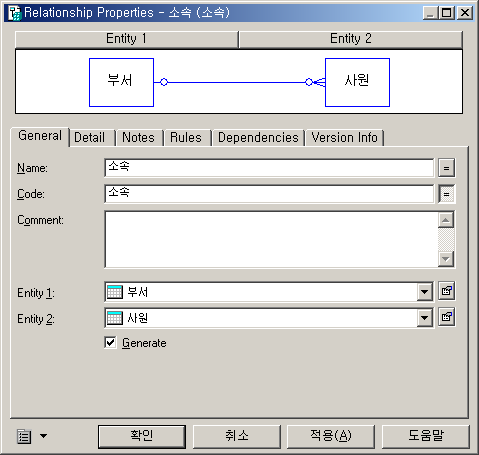 Relationship Properties - 소속 (소속)
Entity 1 Entity 2
부서 사원
General Detail Notes Rules Dependencies Version Info
Name: 소속 =
Code: 소속 =
Comment:
Entity 1: 부서
Entity 2: 사원
Generate
확인 취소 적용(A) 도움말